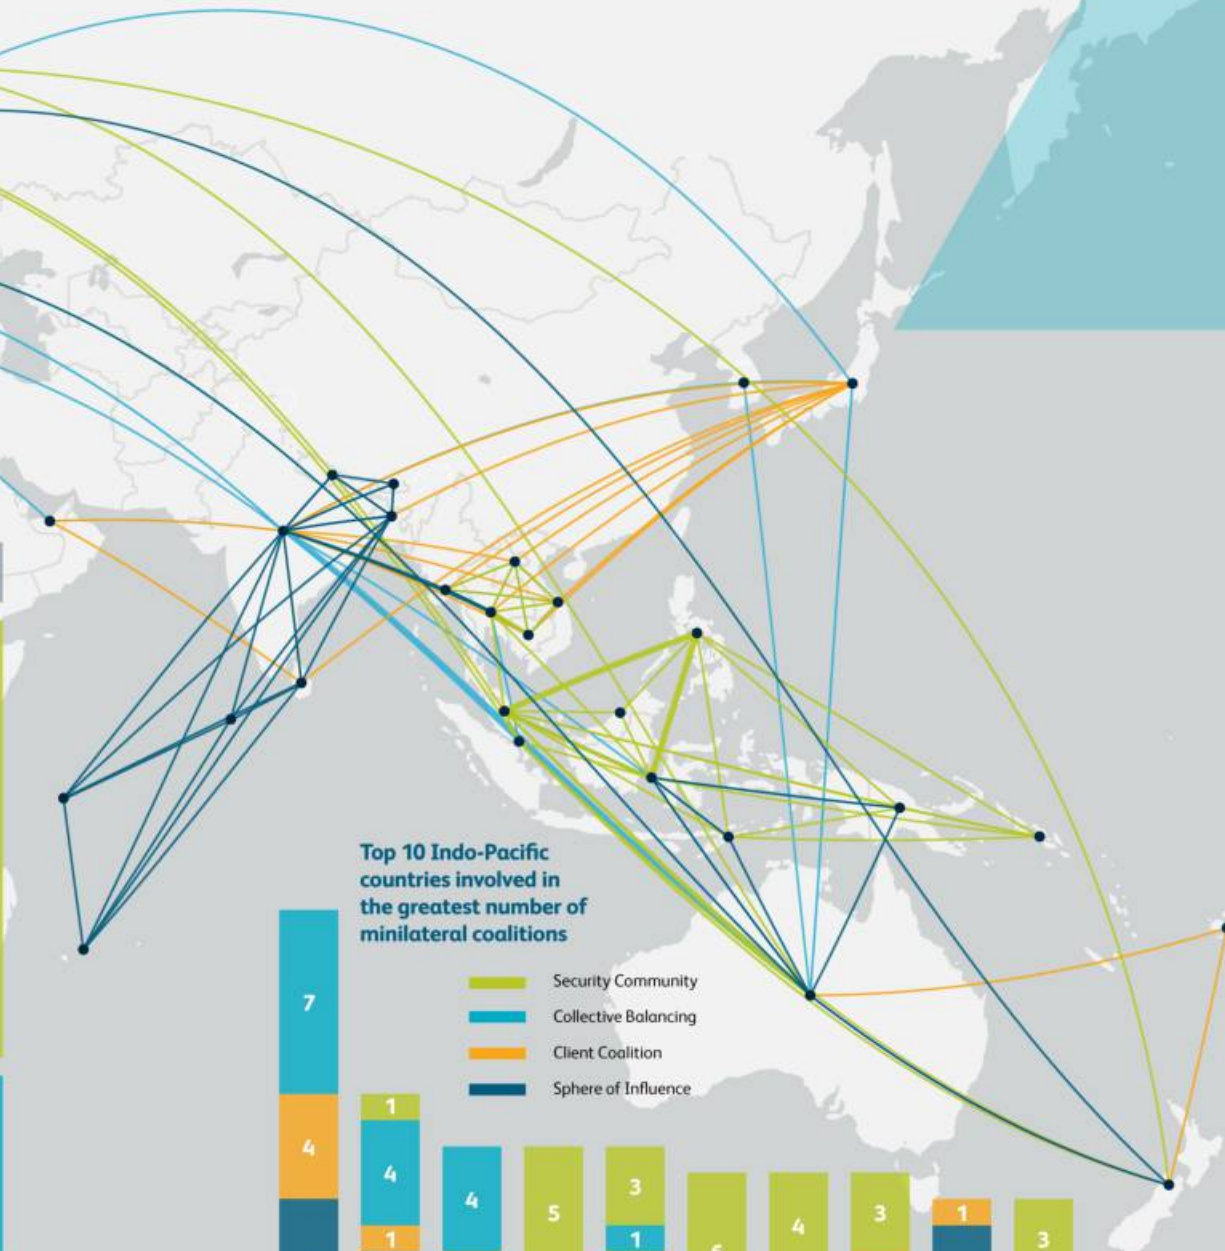 Top 10 Indo-Pacific
countries involved in
the greatest number of
minilateral coalitions
Security Community
Collective Balancing
Client Coalition
Sphere of Influence
7
4
1
4
1
4
5
3
1
4
3
1
3